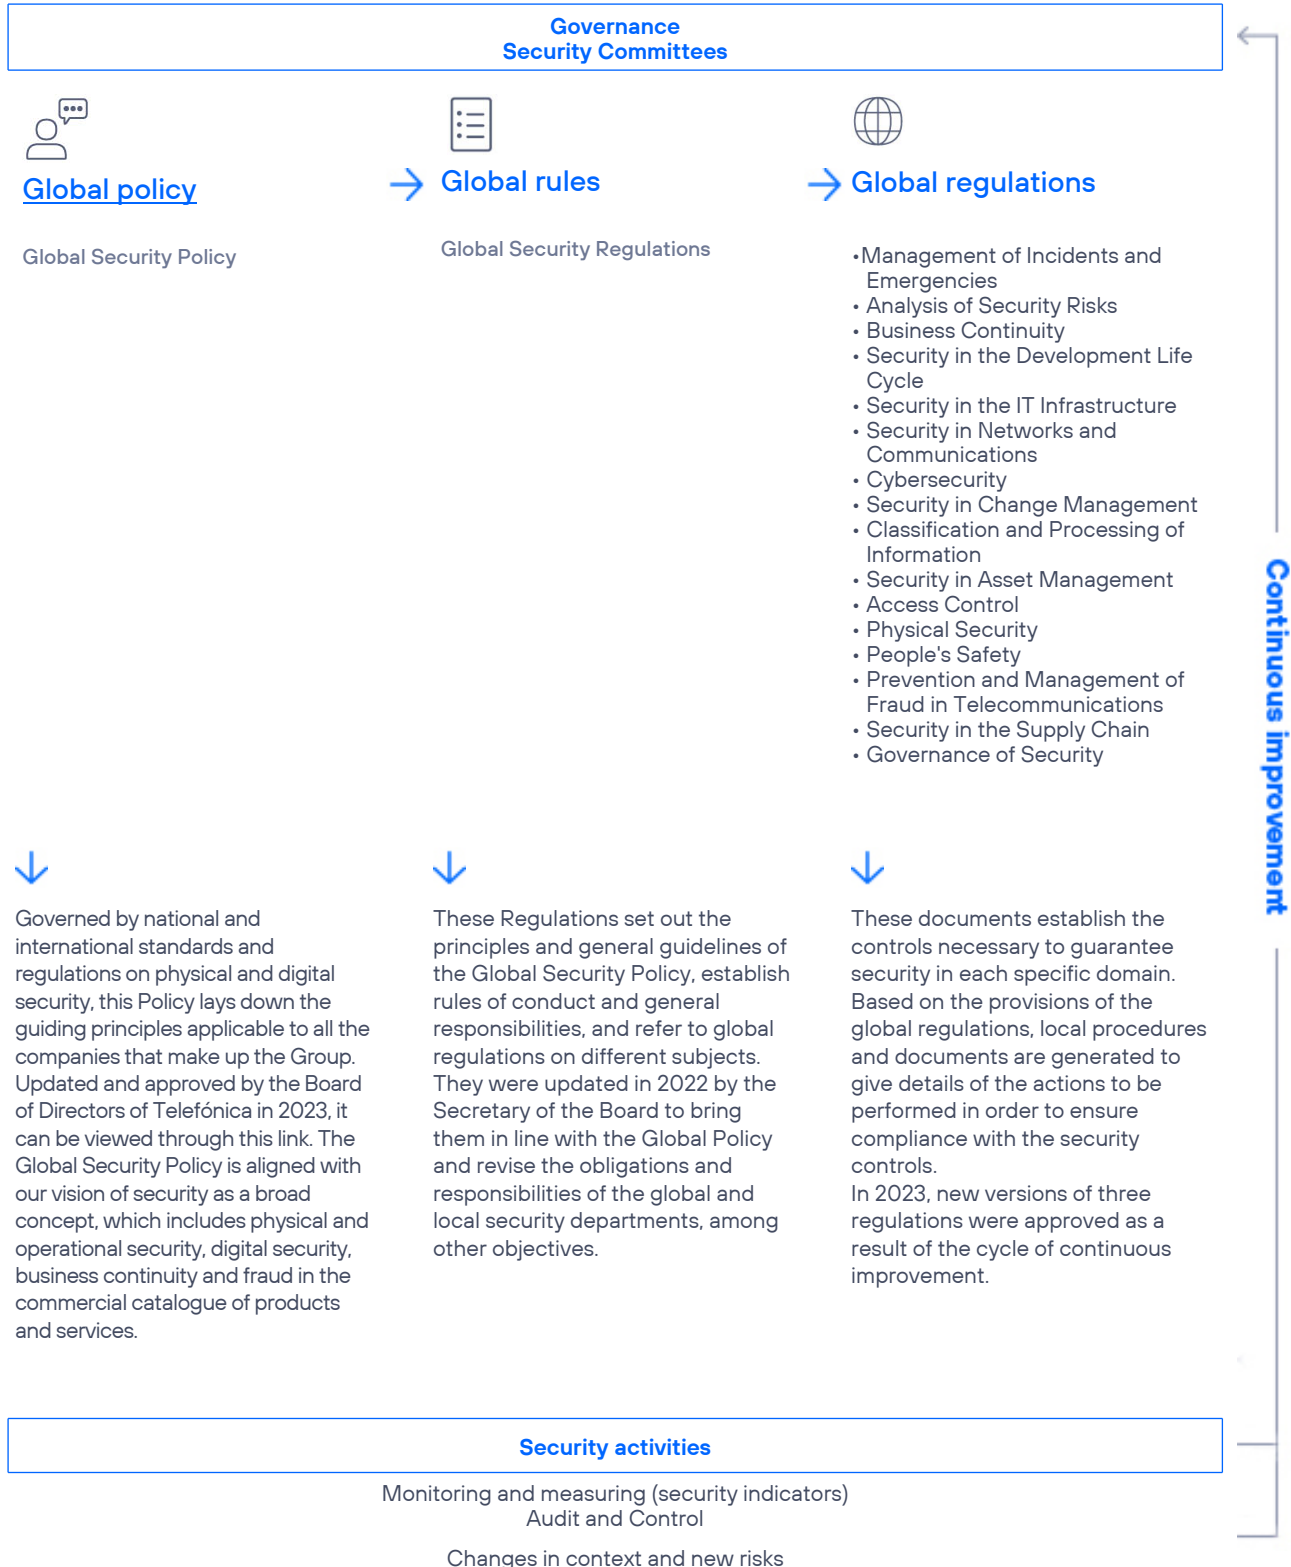 Governance
Security Committees
Global policy
Global Security Policy
Global rules
Global Security Regulations
Global regulations
•Management of Incidents and
Emergencies
• Analysis of Security Risks
• Business Continuity
• Security in the Development Life
Cycle
• Security in the IT Infrastructure
• Security in Networks and
Communications
• Cybersecurity
• Security in Change Management
• Classification and Processing of
Information
• Security in Asset Management
• Access Control
• Physical Security
• People's Safety
• Prevention and Management of
Fraud in Telecommunications
• Security in the Supply Chain
• Governance of Security
Governed by national and
international standards and
regulations on physical and digital
security, this Policy lays down the
guiding principles applicable to all the
companies that make up the Group.
Updated and approved by the Board
of Directors of Telefónica in 2023, it
can be viewed through this link. The
Global Security Policy is aligned with
our vision of security as a broad
concept, which includes physical and
operational security, digital security,
business continuity and fraud in the
commercial catalogue of products
and services.
These Regulations set out the
principles and general guidelines of
the Global Security Policy, establish
rules of conduct and general
responsibilities, and refer to global
regulations on different subjects.
They were updated in 2022 by the
Secretary of the Board to bring
them in line with the Global Policy
and revise the obligations and
responsibilities of the global and
local security departments, among
other objectives.
These documents establish the
controls necessary to guarantee
security in each specific domain.
Based on the provisions of the
global regulations, local procedures
and documents are generated to
give details of the actions to be
performed in order to ensure
compliance with the security
controls.
In 2023, new versions of three
regulations were approved as a
result of the cycle of continuous
improvement.
Continuous improvement
Security activities
Monitoring and measuring (security indicators)
Audit and Control
Changes in context and new risks